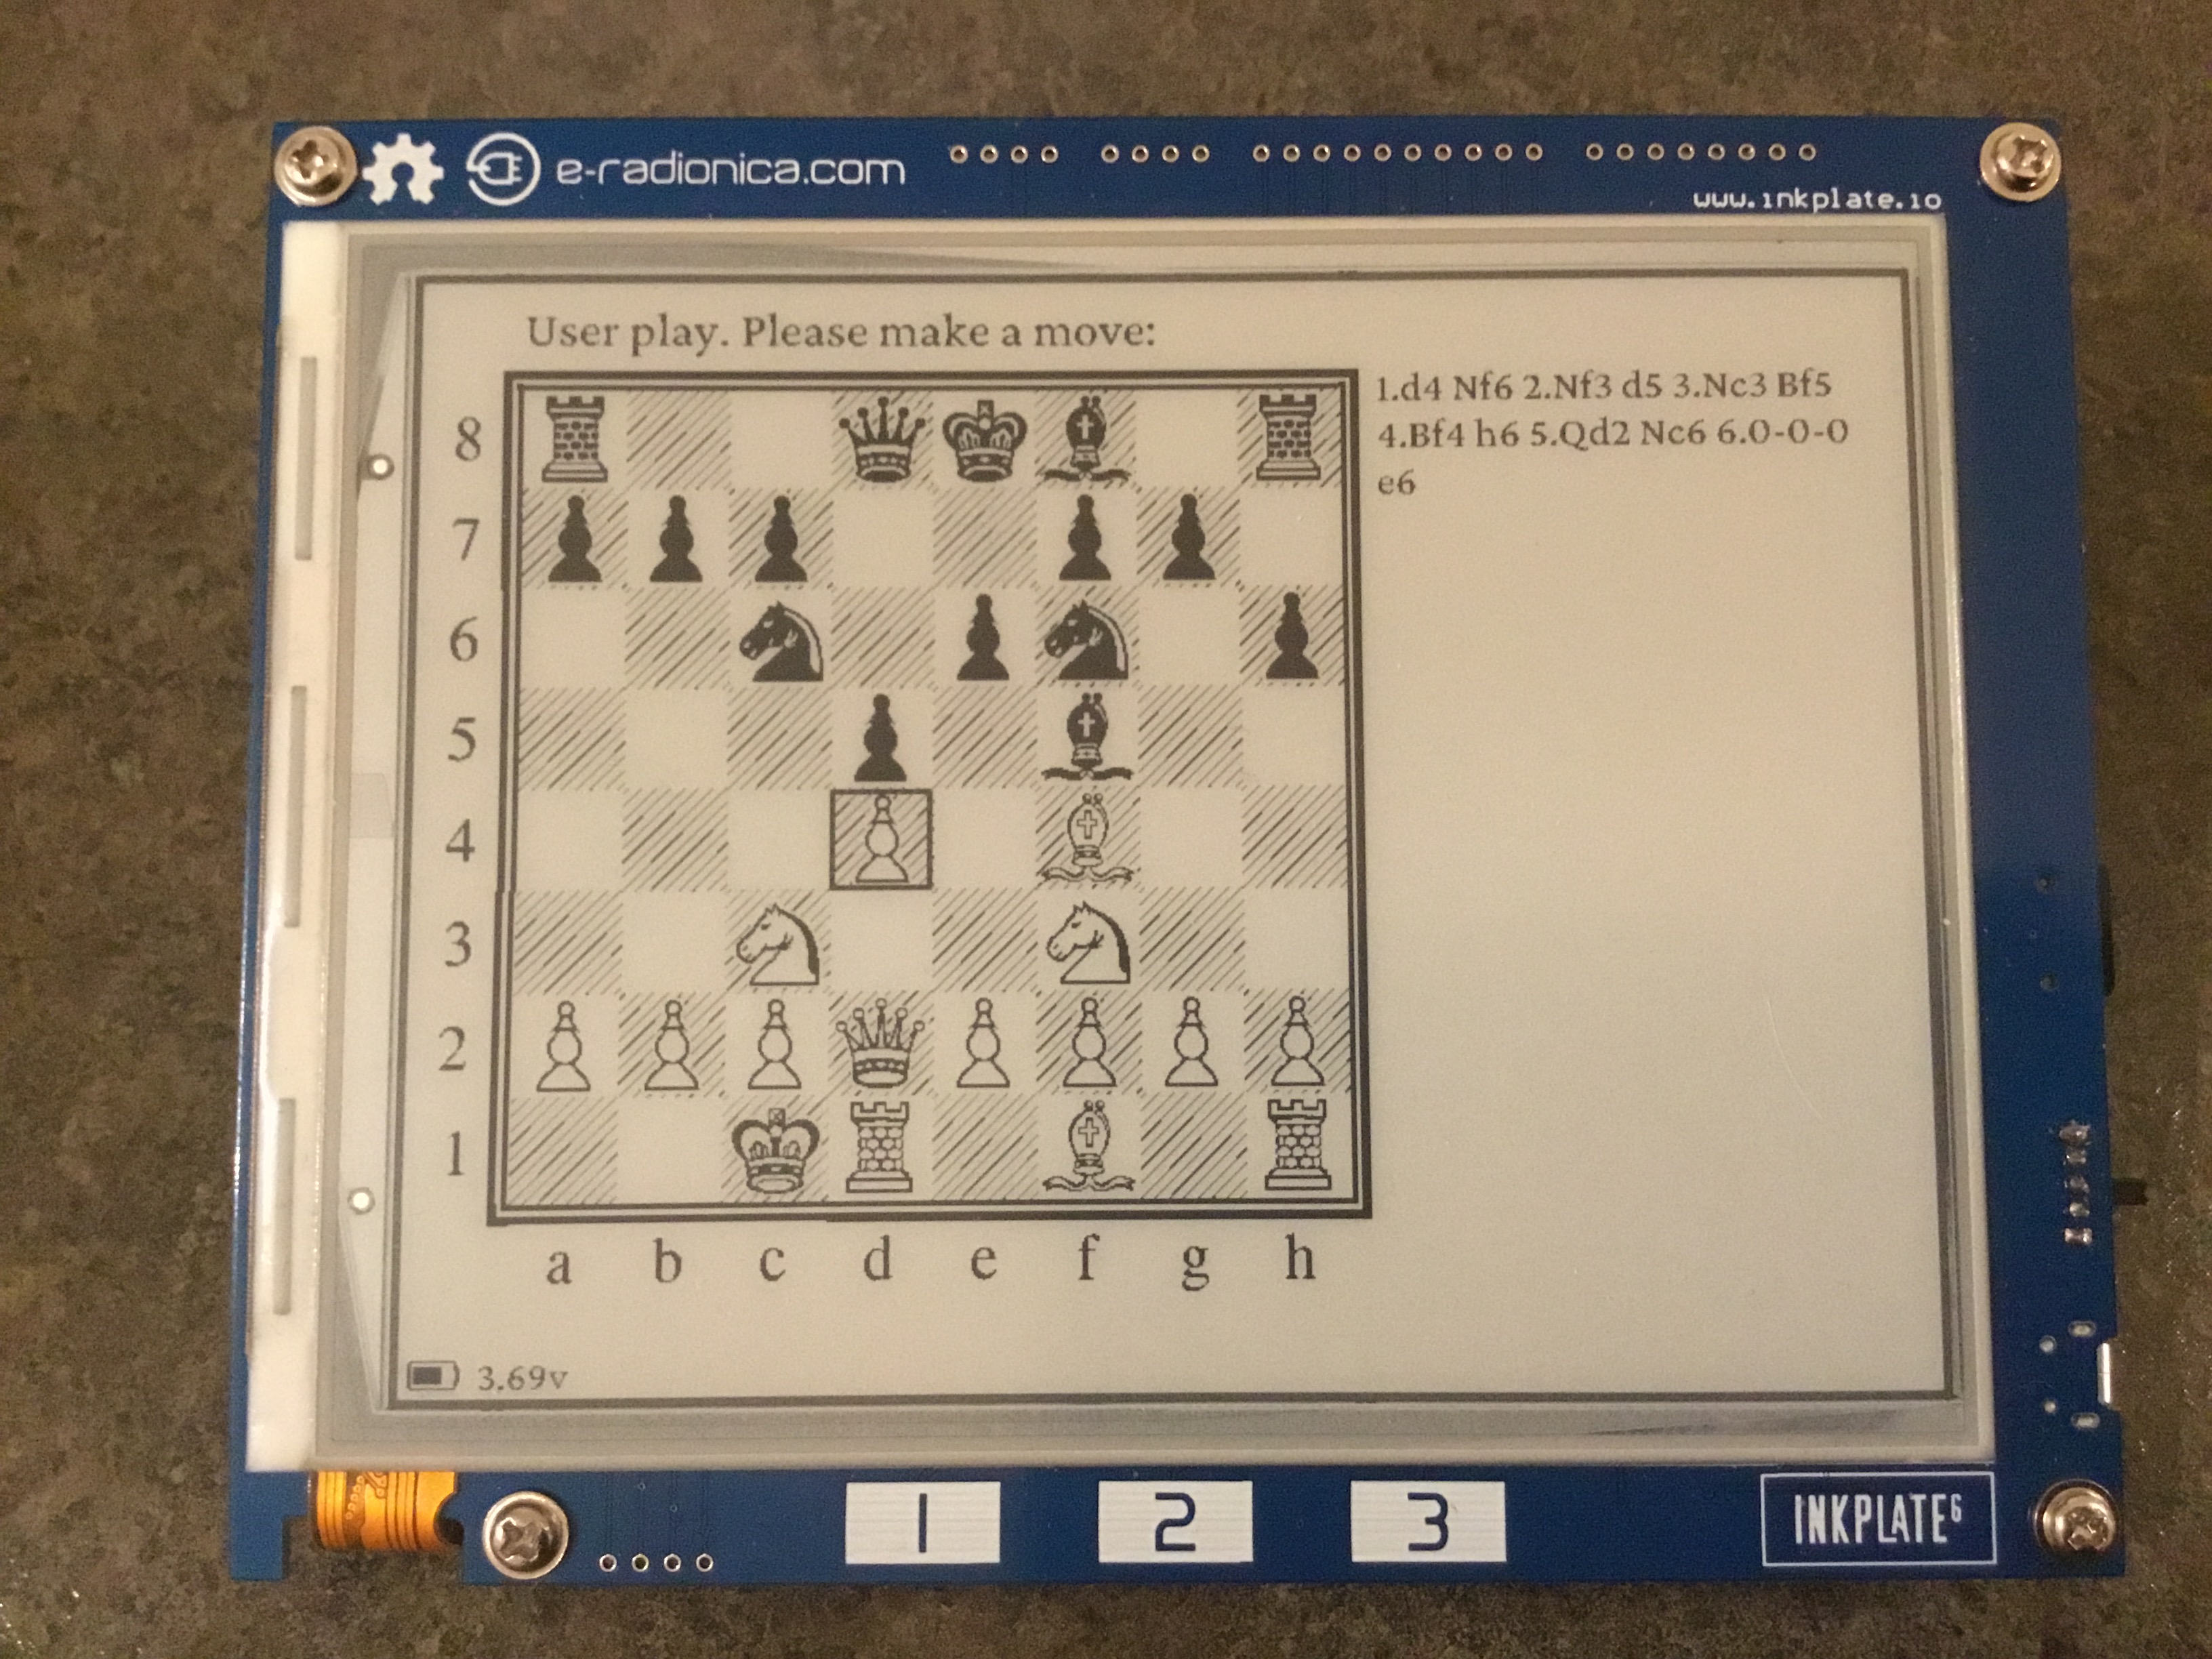 e-radionica.com
www.inkplate.io
User play. Please make a move:
1.d4 Nf6 2.Nf3 d5 3.Nc3 Bf5
4.Bf4 h6 5.Qd2 Nc6 6.0-0-0
e6
8
7
6
5
4
3
2
1
a b c d e f g h
3.69v
1 2 3
INKPLATE6